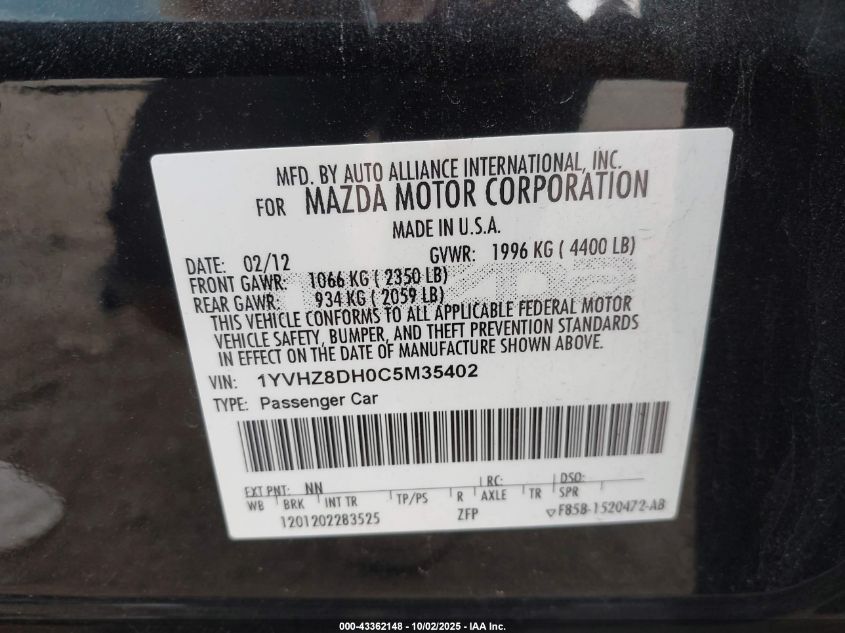 MFD. BY AUTO ALLIANCE INTERNATIONAL, INC.
FOR MAZDA MOTOR CORPORATION
MADE IN U.S.A.
DATE: 02/12 GVWR: 1996 KG ( 4400 LB)
FRONT GAWR: 1066 KG ( 2350 LB)
REAR GAWR: 934 KG ( 2059 LB)
THIS VEHICLE CONFORMS TO ALL APPLICABLE FEDERAL MOTOR
VEHICLE SAFETY, BUMPER, AND THEFT PREVENTION STANDARDS
IN EFFECT ON THE DATE OF MANUFACTURE SHOWN ABOVE.
VIN: 1YVHZ8DH0C5M35402
TYPE: Passenger Car
EXT PNT: NN RC: DSO:
WB BRK INT TR TP/PS R AXLE TR SPR
1201202283525 ZFP F85B-1520472-AB
000-43362148 - 10/02/2025 - IAA Inc.